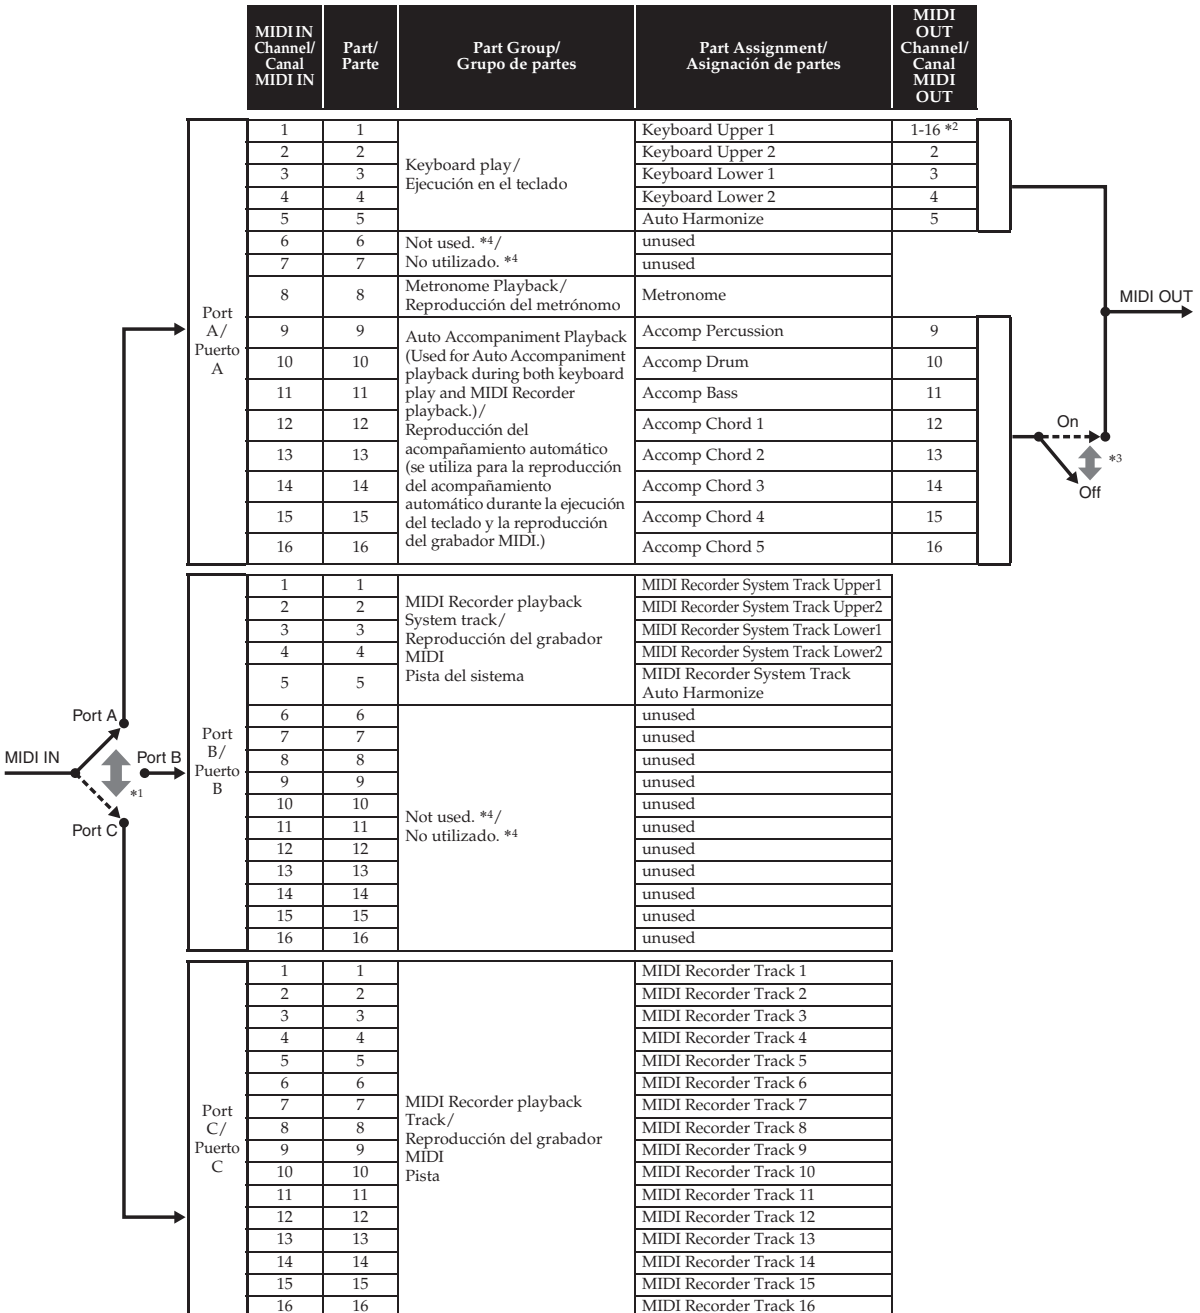 MIDI IN Channel/ Canal MIDI IN
Part/ Parte
Part Group/ Grupo de partes
Part Assignment/ Asignación de partes
MIDI OUT Channel/ Canal MIDI OUT
Port A/ Puerto A
1 1 Keyboard play/ Ejecución en el teclado Keyboard Upper 1 1-16 *2
2 2 Keyboard Upper 2 2
3 3 Keyboard Lower 1 3
4 4 Keyboard Lower 2 4
5 5 Auto Harmonize 5
6 6 Not used. *4/ No utilizado. *4 unused
7 7 unused
8 8 Metronome Playback/ Reproducción del metrónomo Metronome
9 9 Auto Accompaniment Playback (Used for Auto Accompaniment playback during both keyboard play and MIDI Recorder playback.)/ Reproducción del acompañamiento automático (se utiliza para la reproducción del acompañamiento automático durante la ejecución del teclado y la reproducción del grabador MIDI.) Accomp Percussion 9
10 10 Accomp Drum 10
11 11 Accomp Bass 11
12 12 Accomp Chord 1 12
13 13 Accomp Chord 2 13
14 14 Accomp Chord 3 14
15 15 Accomp Chord 4 15
16 16 Accomp Chord 5 16
MIDI OUT
On
*3
Off
Port B/ Puerto B
1 1 MIDI Recorder playback System track/ Reproducción del grabador MIDI Pista del sistema MIDI Recorder System Track Upper1
2 2 MIDI Recorder System Track Upper2
3 3 MIDI Recorder System Track Lower1
4 4 MIDI Recorder System Track Lower2
5 5 MIDI Recorder System Track Auto Harmonize
6 6 Not used. *4/ No utilizado. *4 unused
7 7 unused
8 8 unused
9 9 unused
10 10 unused
11 11 unused
12 12 unused
13 13 unused
14 14 unused
15 15 unused
16 16 unused
MIDI IN
Port A
Port B
*1
Port C
Port C/ Puerto C
1 1 MIDI Recorder playback Track/ Reproducción del grabador MIDI Pista MIDI Recorder Track 1
2 2 MIDI Recorder Track 2
3 3 MIDI Recorder Track 3
4 4 MIDI Recorder Track 4
5 5 MIDI Recorder Track 5
6 6 MIDI Recorder Track 6
7 7 MIDI Recorder Track 7
8 8 MIDI Recorder Track 8
9 9 MIDI Recorder Track 9
10 10 MIDI Recorder Track 10
11 11 MIDI Recorder Track 11
12 12 MIDI Recorder Track 12
13 13 MIDI Recorder Track 13
14 14 MIDI Recorder Track 14
15 15 MIDI Recorder Track 15
16 16 MIDI Recorder Track 16